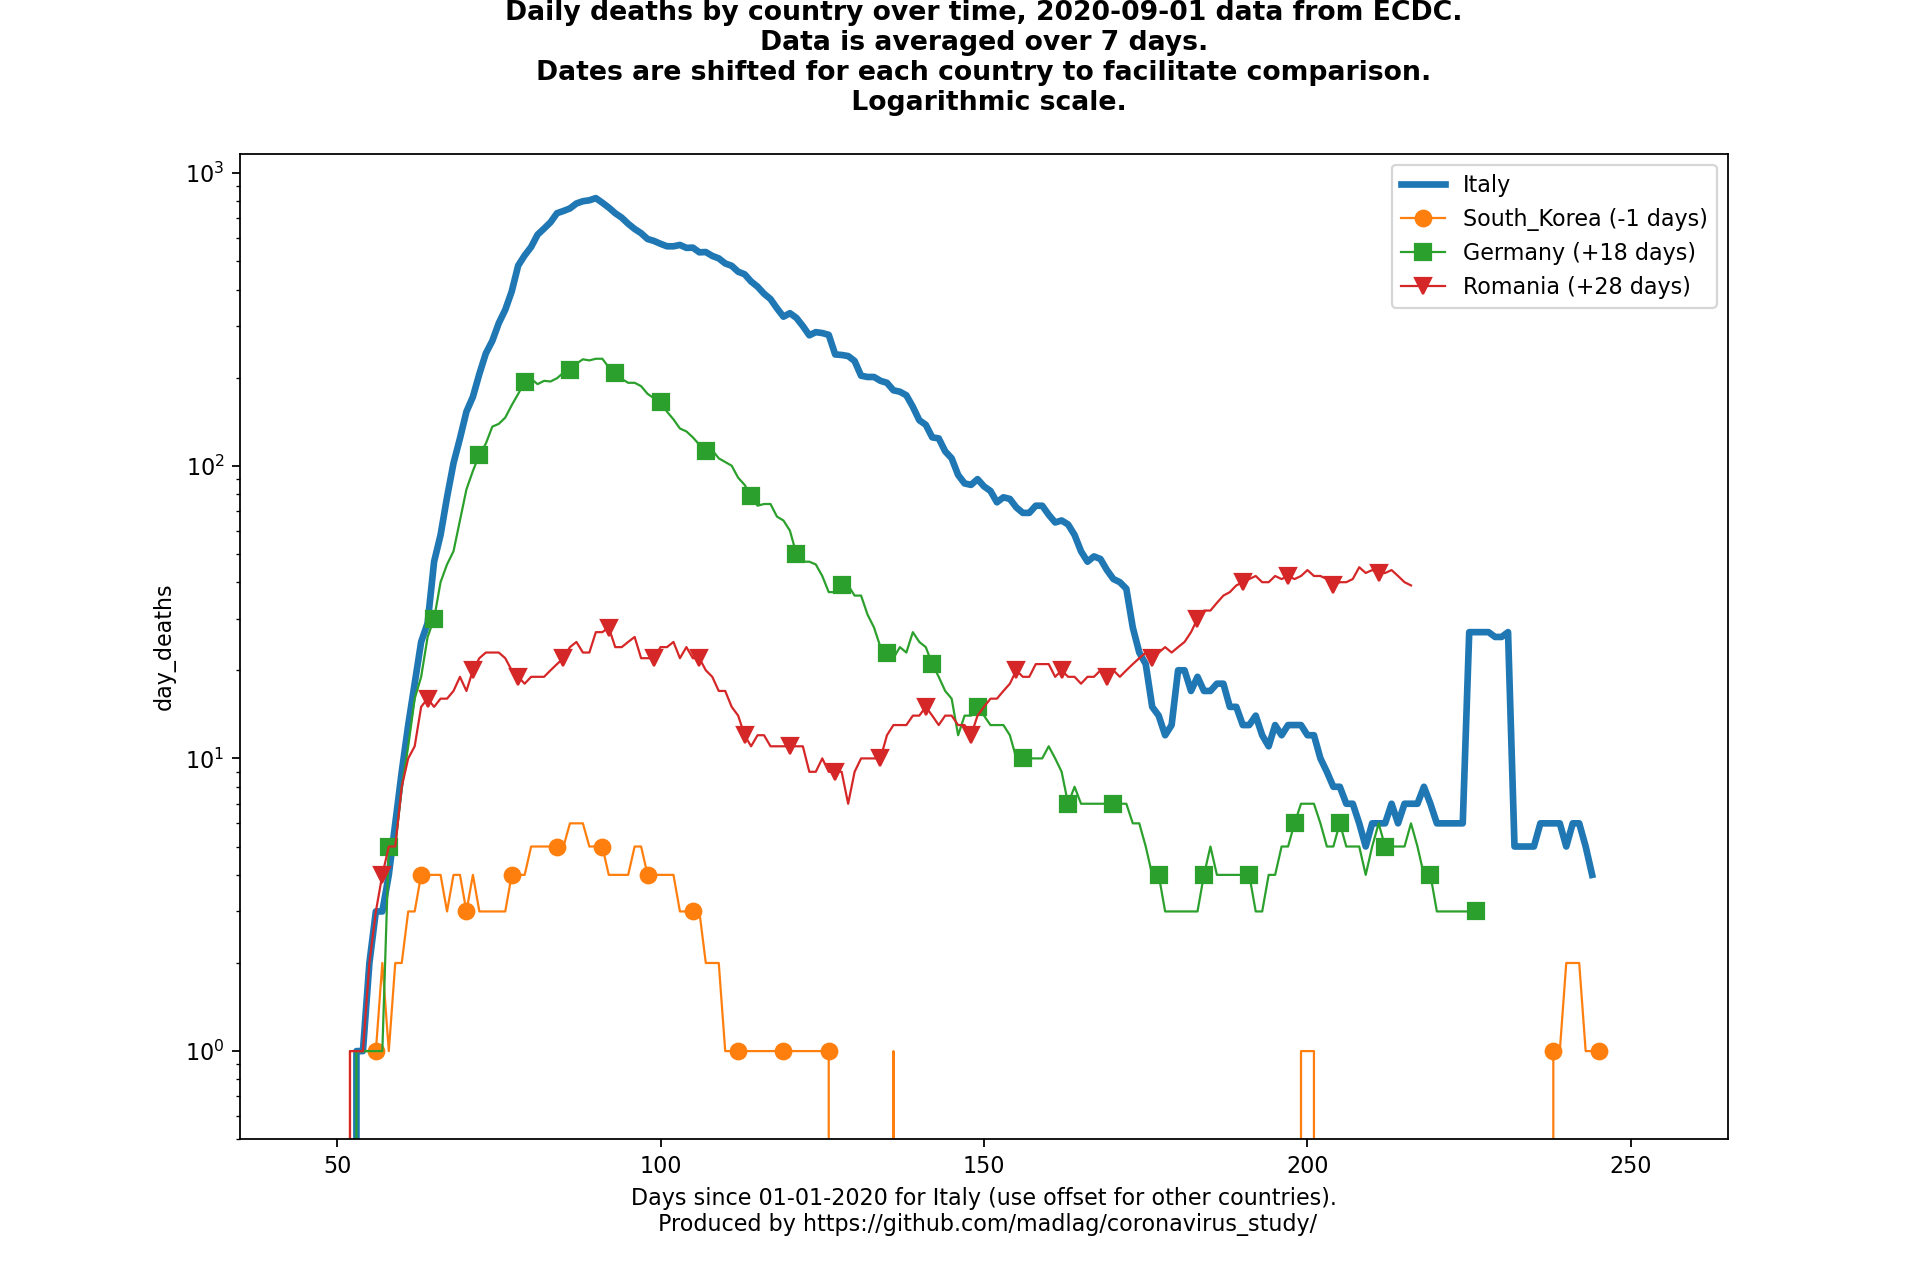 Daily deaths by country over time, 2020-09-01 data from ECDC.
Data is averaged over 7 days.
Dates are shifted for each country to facilitate comparison.
Logarithmic scale.
10³
10²
10¹
10⁰
day_deaths
Italy
South_Korea (-1 days)
Germany (+18 days)
Romania (+28 days)
50 100 150 200 250
Days since 01-01-2020 for Italy (use offset for other countries).
Produced by https://github.com/madlag/coronavirus_study/